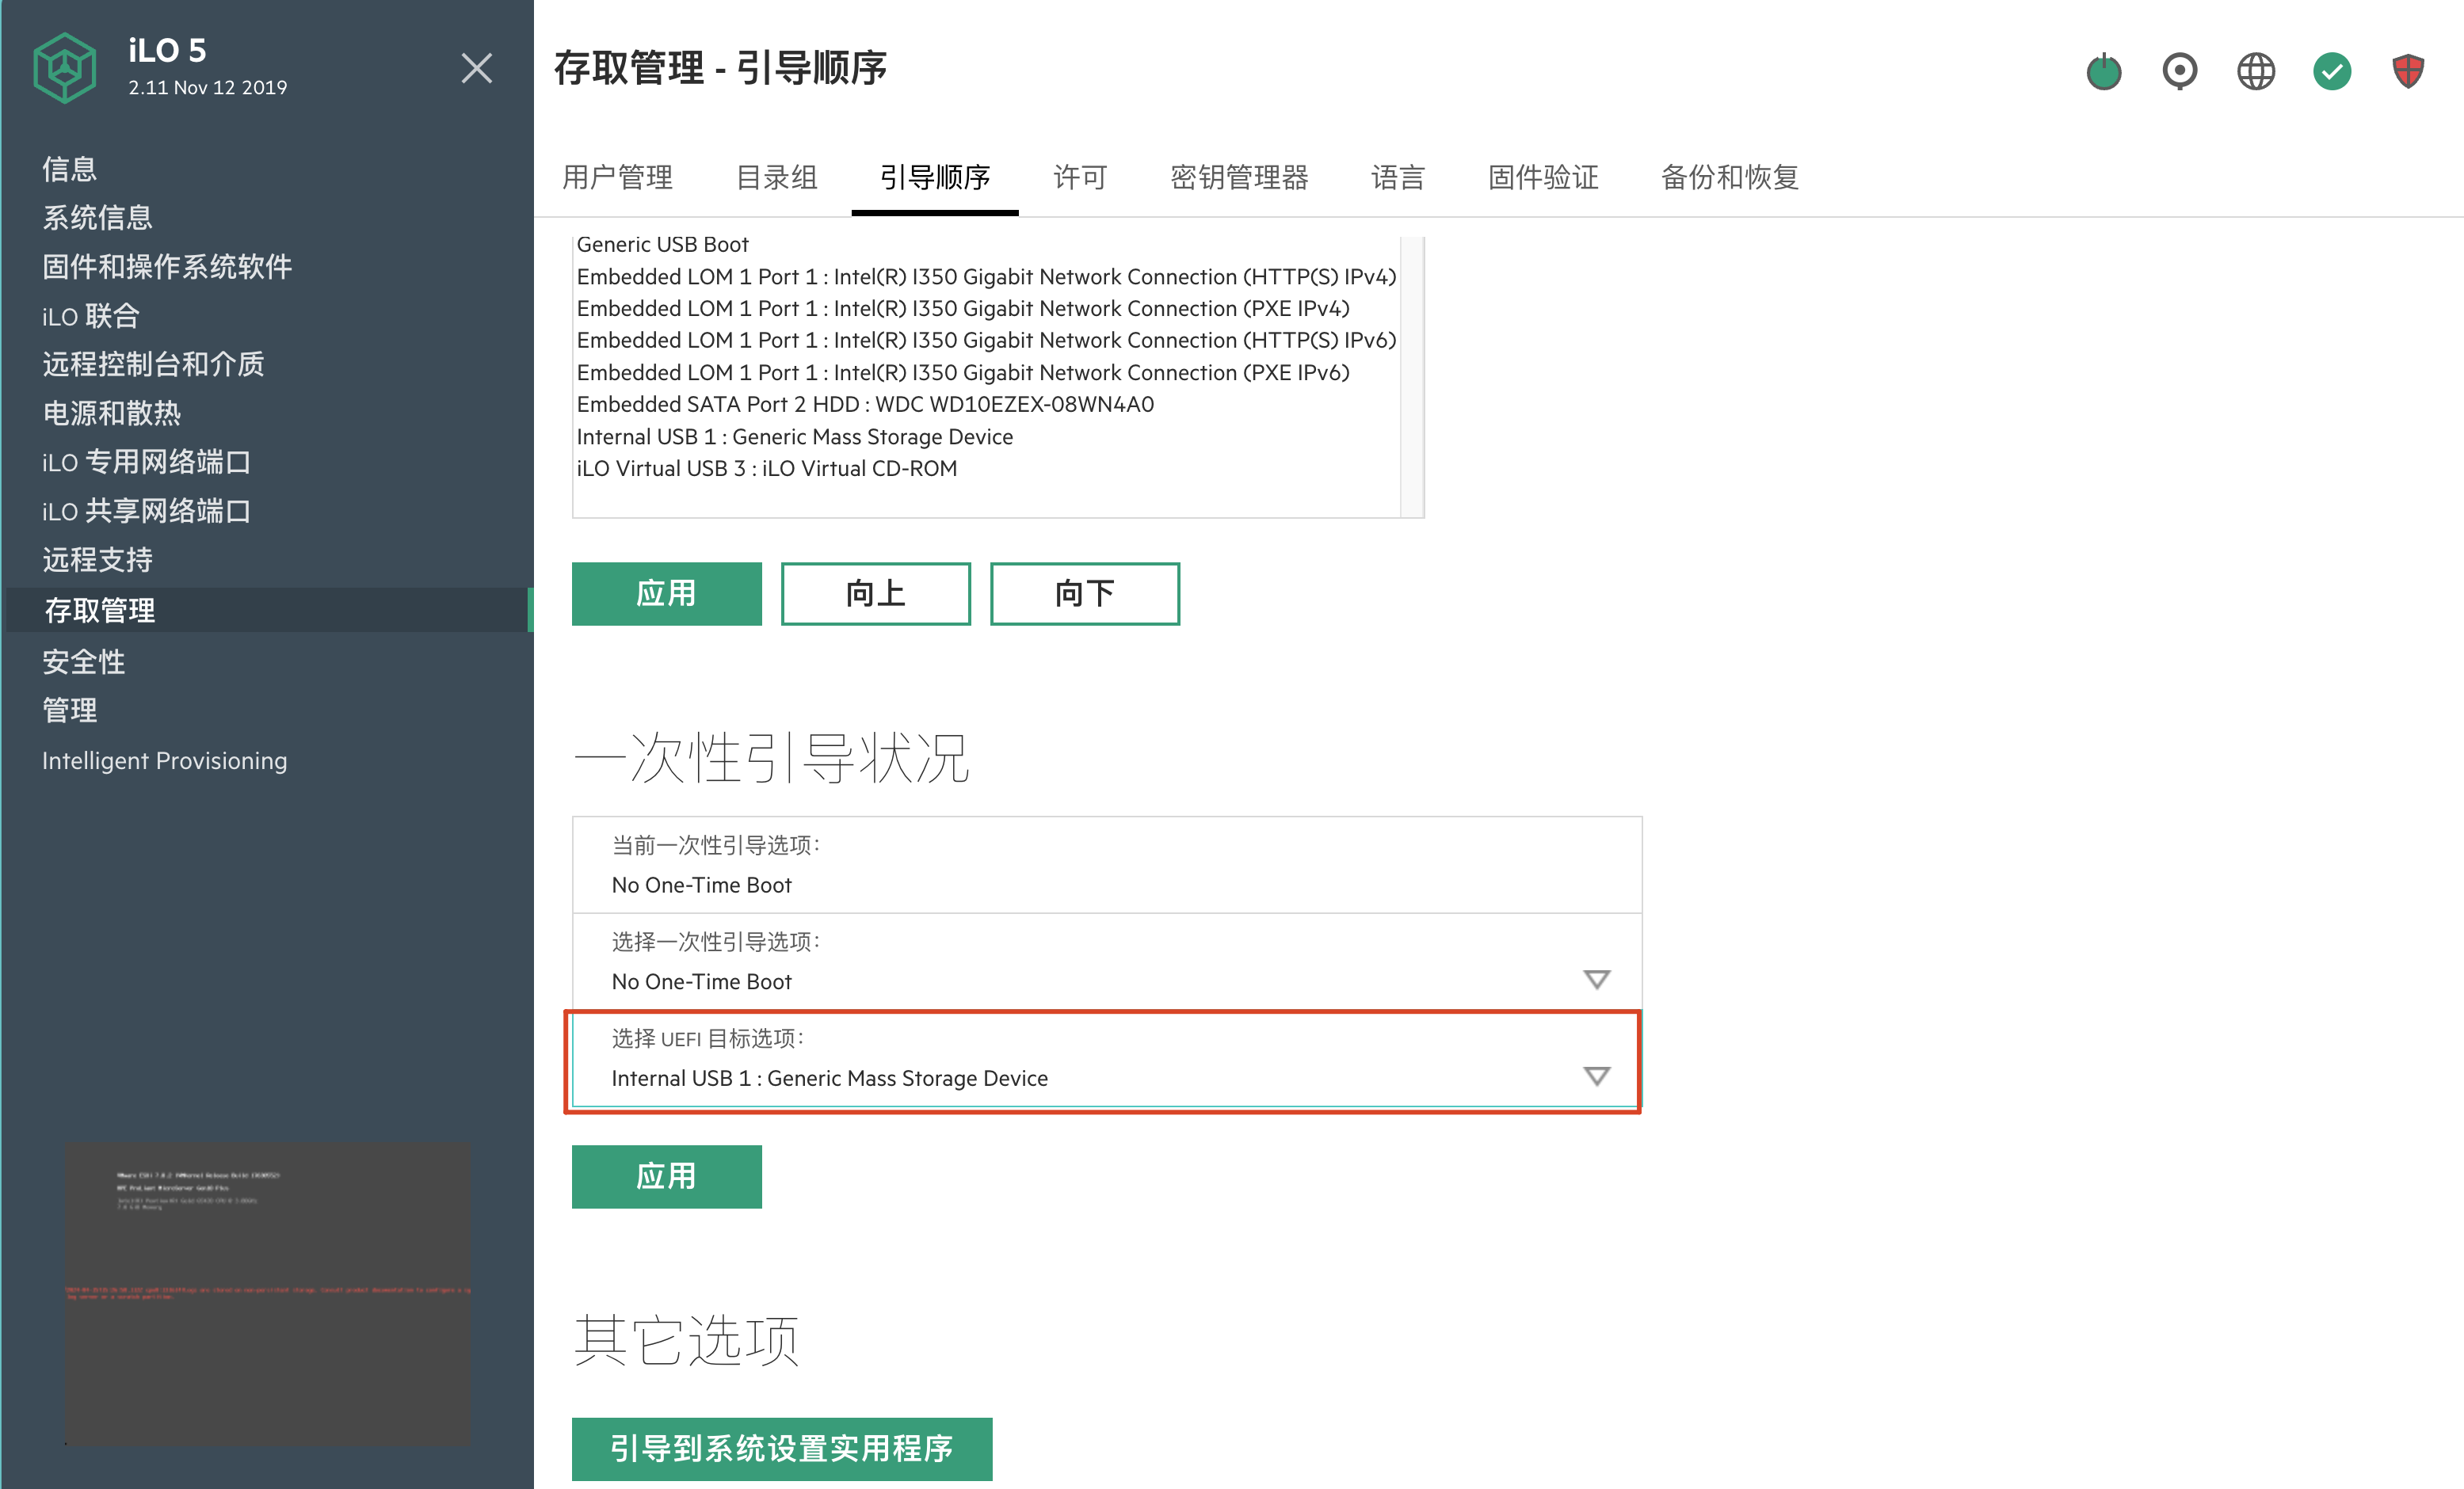 iLO 5
2.11 Nov 12 2019
信息
系统信息
固件和操作系统软件
iLO 联合
远程控制台和介质
电源和散热
iLO 专用网络端口
iLO 共享网络端口
远程支持
存取管理
安全性
管理
Intelligent Provisioning
存取管理 - 引导顺序
用户管理 目录组 引导顺序 许可 密钥管理器 语言 固件验证 备份和恢复
Generic USB Boot
Embedded LOM 1 Port 1 : Intel(R) I350 Gigabit Network Connection (HTTP(S) IPv4)
Embedded LOM 1 Port 1 : Intel(R) I350 Gigabit Network Connection (PXE IPv4)
Embedded LOM 1 Port 1 : Intel(R) I350 Gigabit Network Connection (HTTP(S) IPv6)
Embedded LOM 1 Port 1 : Intel(R) I350 Gigabit Network Connection (PXE IPv6)
Embedded SATA Port 2 HDD : WDC WD10EZEX-08WN4A0
Internal USB 1 : Generic Mass Storage Device
iLO Virtual USB 3 : iLO Virtual CD-ROM
应用 向上 向下
一次性引导状况
当前一次性引导选项:
No One-Time Boot
选择一次性引导选项:
No One-Time Boot
选择 UEFI 目标选项:
Internal USB 1 : Generic Mass Storage Device
应用
其它选项
引导到系统设置实用程序